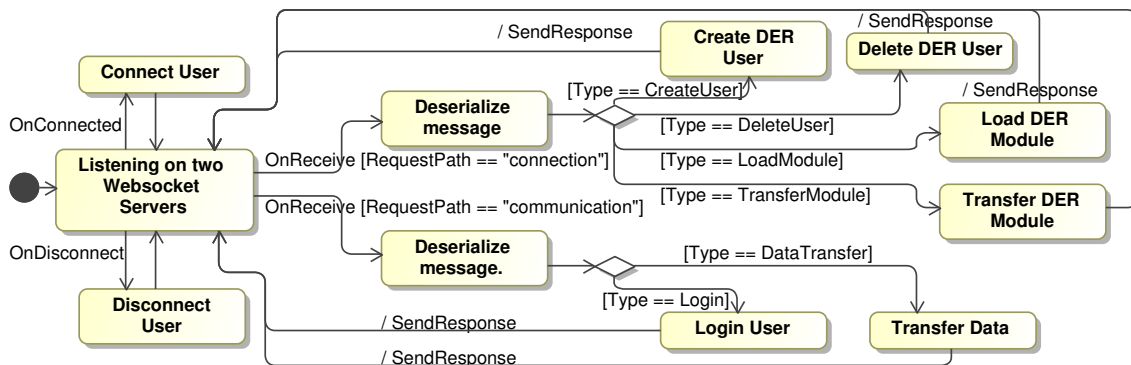 / SendResponse
Create DER
User
/ SendResponse
Delete DER User
Connect User
[Type == CreateUser]
/ SendResponse
Deserialize
message
OnConnected
[Type == DeleteUser]
Load DER
Module
Listening on two
Websocket
Servers
OnReceive [RequestPath == "connection"]
[Type == LoadModule]
[Type == TransferModule]
Transfer DER
Module
OnReceive [RequestPath == "communication"]
Deserialize
message.
OnDisconnect
[Type == DataTransfer]
[Type == Login]
Disconnect
User
/ SendResponse
Login User
Transfer Data
/ SendResponse